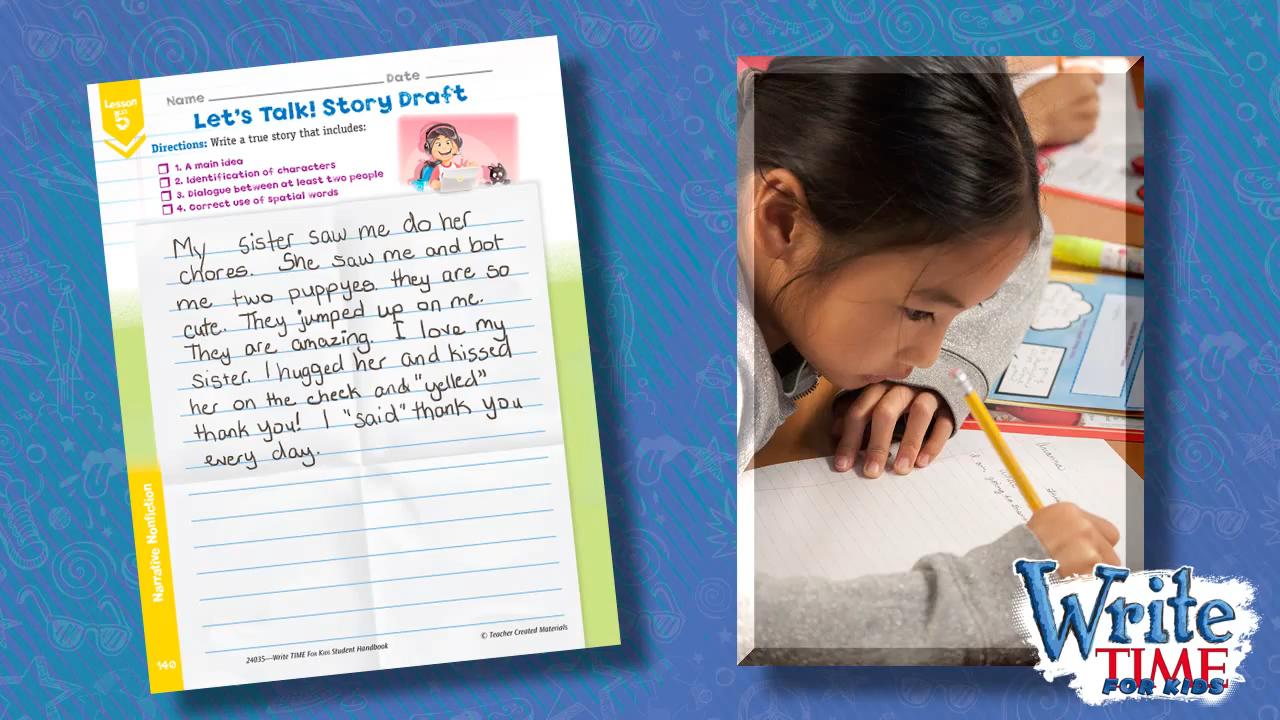 Lesson
5
Name
Date
Let's Talk! Story Draft
Directions: Write a true story that includes:
1. A main idea
2. Identification of characters
3. Dialogue between at least two people
4. Correct use of spatial words
My sister saw me do her
chores. She saw me and bot
me two puppyes. they are so
cute. They jumped up on me.
They are amazing. I love my
sister. I hugged her and kissed
her on the cheek and "yelled"
thank you! I "said" thank you
every day.
Narrative Nonfiction
140
24035—Write TIME For Kids Student Handbook
© Teacher Created Materials
I am going to
Write
TIME
FOR KIDS